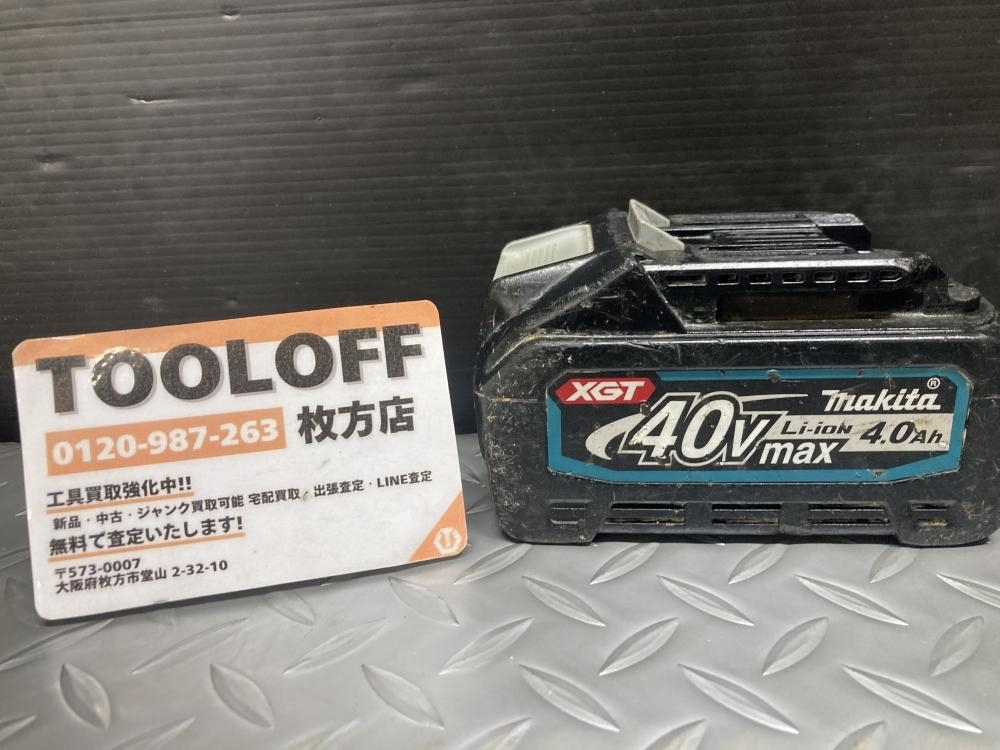 TOOLOFF
0120-987-263 枚方店
工具買取強化中!!
新品・中古・ジャンク買取可能 宅配買取・出張査定・LINE査定
無料で査定いたします!
〒573-0007
大阪府枚方市堂山 2-32-10
XGT
makita®
40Vmax
Li-ion 4.0Ah